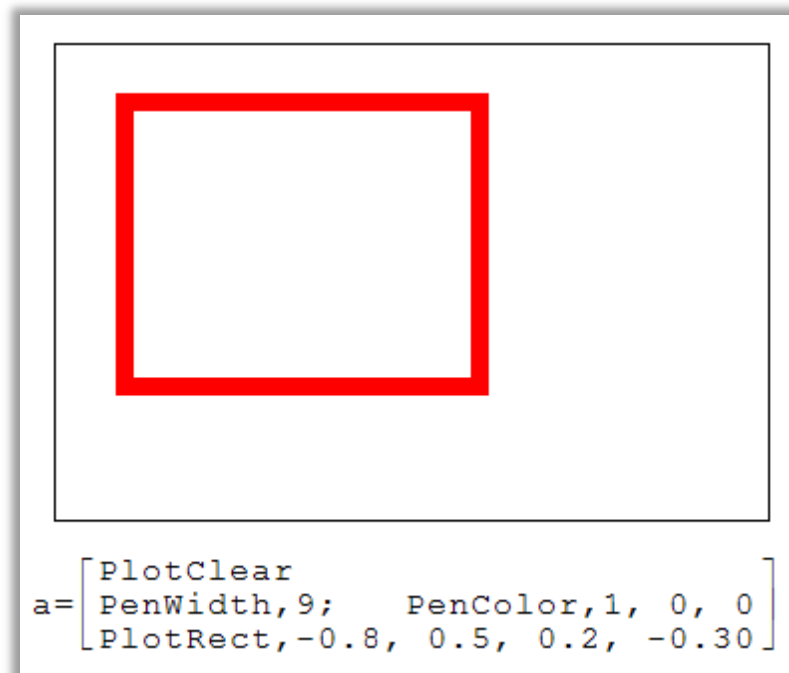 PlotClear
a= PenWidth,9;    PenColor,1, 0, 0
PlotRect,-0.8, 0.5, 0.2, -0.30